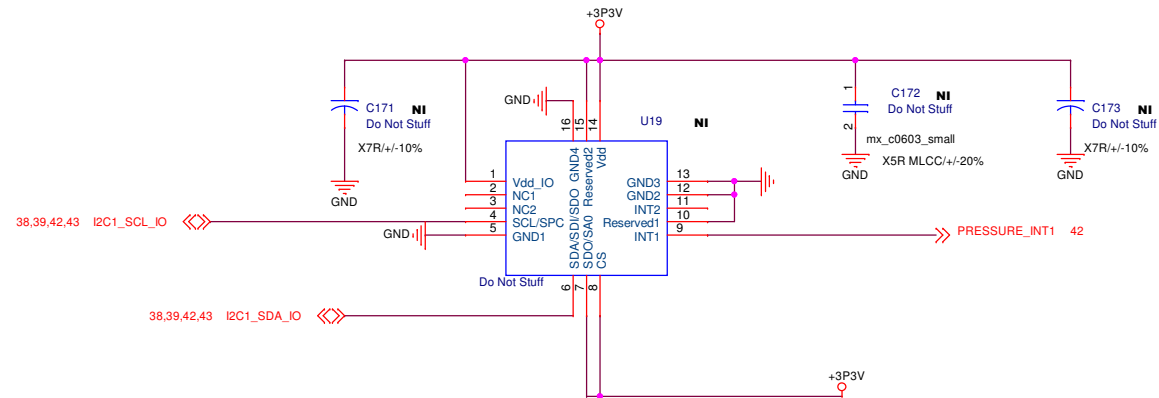 +3P3V
C171 NI
Do Not Stuff
X7R/+/-10%
GND
GND
16
15
14
GND4
Reserved2
Vdd
U19 NI
1
2
C172 NI
Do Not Stuff
mx_c0603_small
X5R MLCC/+/-20%
GND
C173 NI
Do Not Stuff
X7R/+/-10%
GND
1 Vdd_IO
2 NC1
3 NC2
4 SCL/SPC
5 GND1
GND3 13
GND2 12
INT2 11
Reserved1 10
INT1 9
38,39,42,43 I2C1_SCL_IO
GND
PRESSURE_INT1 42
SDA/SDI/SDO
SDO/SA0
CS
Do Not Stuff
6
7
8
38,39,42,43 I2C1_SDA_IO
+3P3V